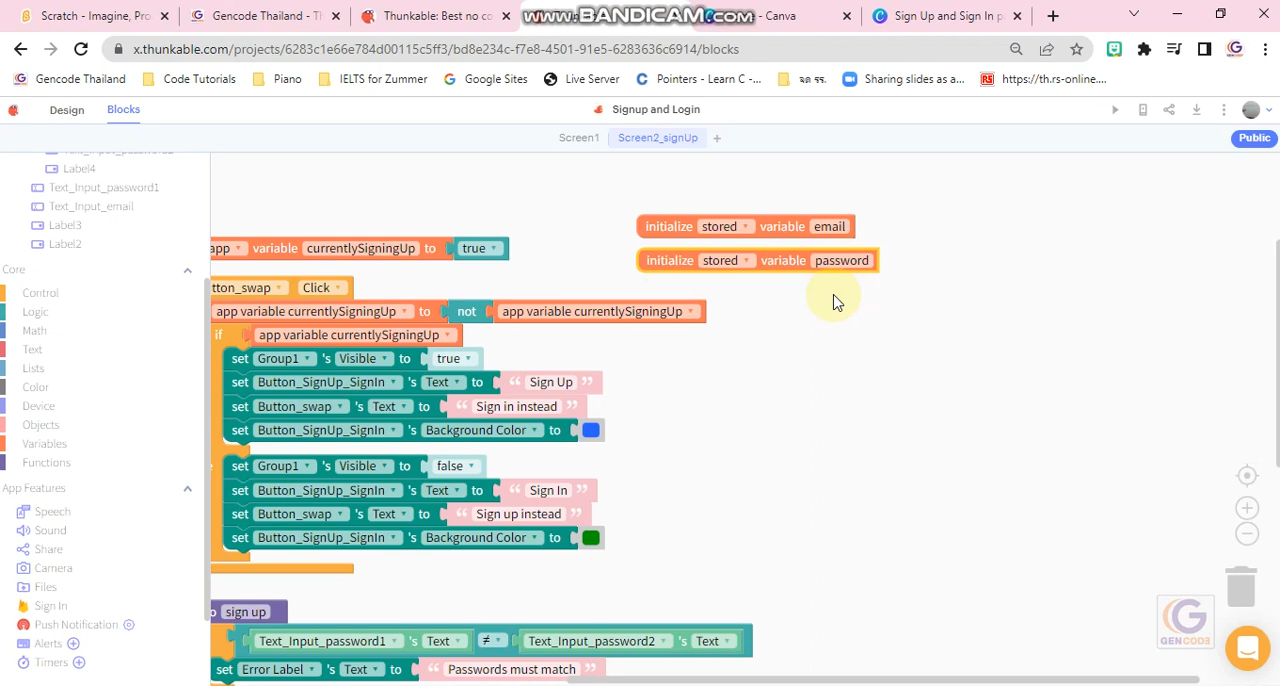 Scratch - Imagine, Pro
Gencode Thailand - Th
Thunkable: Best no co
www.BANDICAM.com
- Canva
Sign Up and Sign In p
x.thunkable.com/projects/6283c1e66e784d00115c5ff3/bd8e234c-f7e8-4501-91e5-6283636c6914/blocks
Gencode Thailand
Code Tutorials
Piano
IELTS for Zummer
Google Sites
Live Server
Pointers - Learn C -...
วิทย์
Sharing slides as a...
https://th.rs-online....
Design
Blocks
Signup and Login
Screen1
Screen2_signUp
Public
Label4
Text_Input_password1
Text_Input_email
Label3
Label2
Core
Control
Logic
Math
Text
Lists
Color
Device
Objects
Variables
Functions
App Features
Speech
Sound
Share
Camera
Files
Sign In
Push Notification
Alerts
Timers
initialize stored variable email
initialize stored variable password
app variable currentlySigningUp to true
tton_swap Click
app variable currentlySigningUp to not app variable currentlySigningUp
if app variable currentlySigningUp
set Group1 's Visible to true
set Button_SignUp_SignIn 's Text to “ Sign Up ”
set Button_swap 's Text to “ Sign in instead ”
set Button_SignUp_SignIn 's Background Color to
set Group1 's Visible to false
set Button_SignUp_SignIn 's Text to “ Sign In ”
set Button_swap 's Text to “ Sign up instead ”
set Button_SignUp_SignIn 's Background Color to
o sign up
Text_Input_password1 's Text ≠ Text_Input_password2 's Text
set Error Label 's Text to “ Passwords must match ”
GENCODE